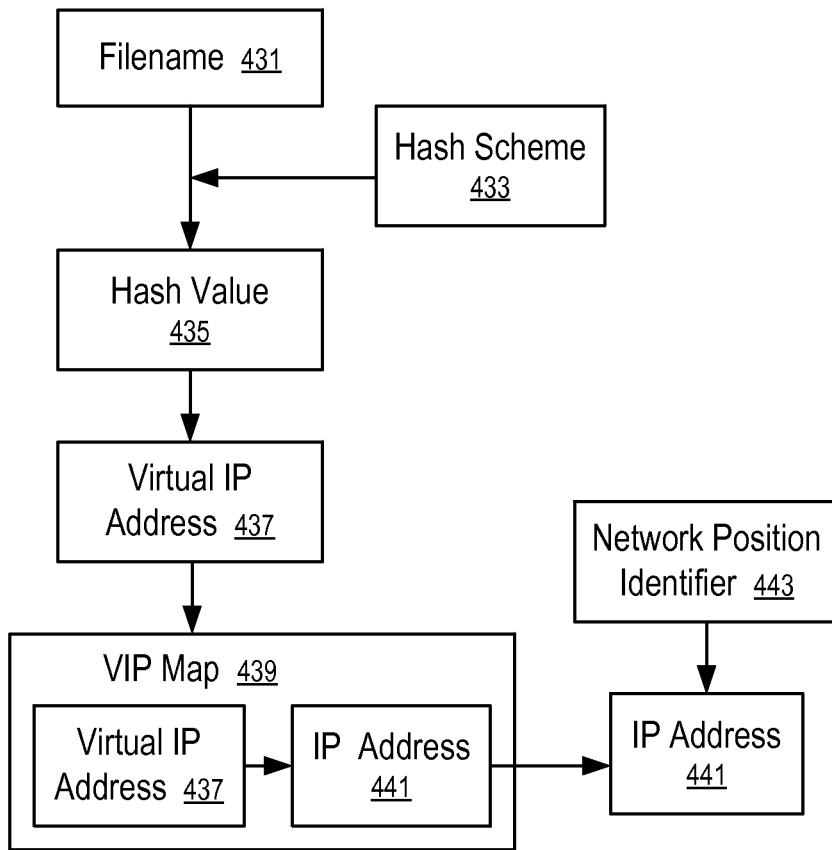 Filename 431
Hash Scheme
433
Hash Value
435
Virtual IP
Address 437
Network Position
Identifier 443
VIP Map 439
Virtual IP
Address 437
IP Address
441
IP Address
441